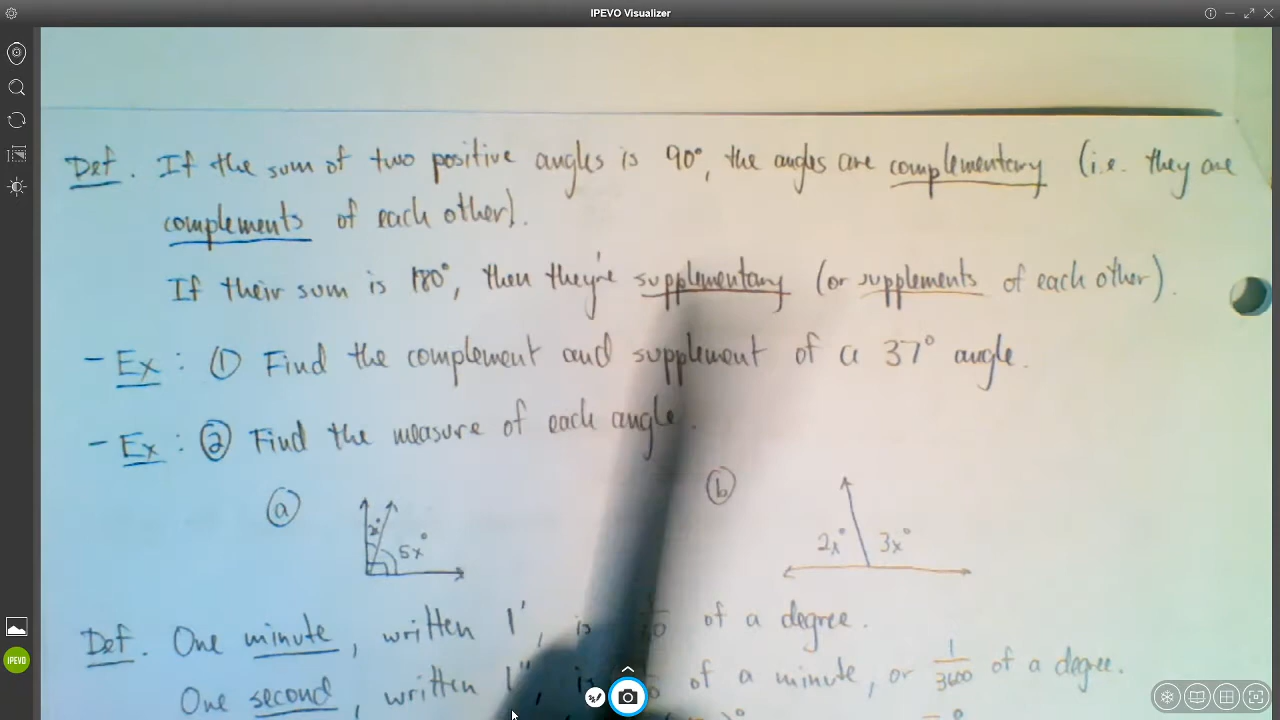 IPEVO Visualizer
Def. If the sum of two positive angles is 90°, the angles are complementary (i.e. they are
complements of each other).
If their sum is 180°, then they're supplementary (or supplements of each other).
- Ex: ① Find the complement and supplement of a 37° angle.
- Ex: ② Find the measure of each angle.
ⓐ ⓑ
5x° 2x° 3x°
Def. One minute, written 1', is of a degree.
One second, written 1", is of a minute, or 1/3600 of a degree.
IPEVO